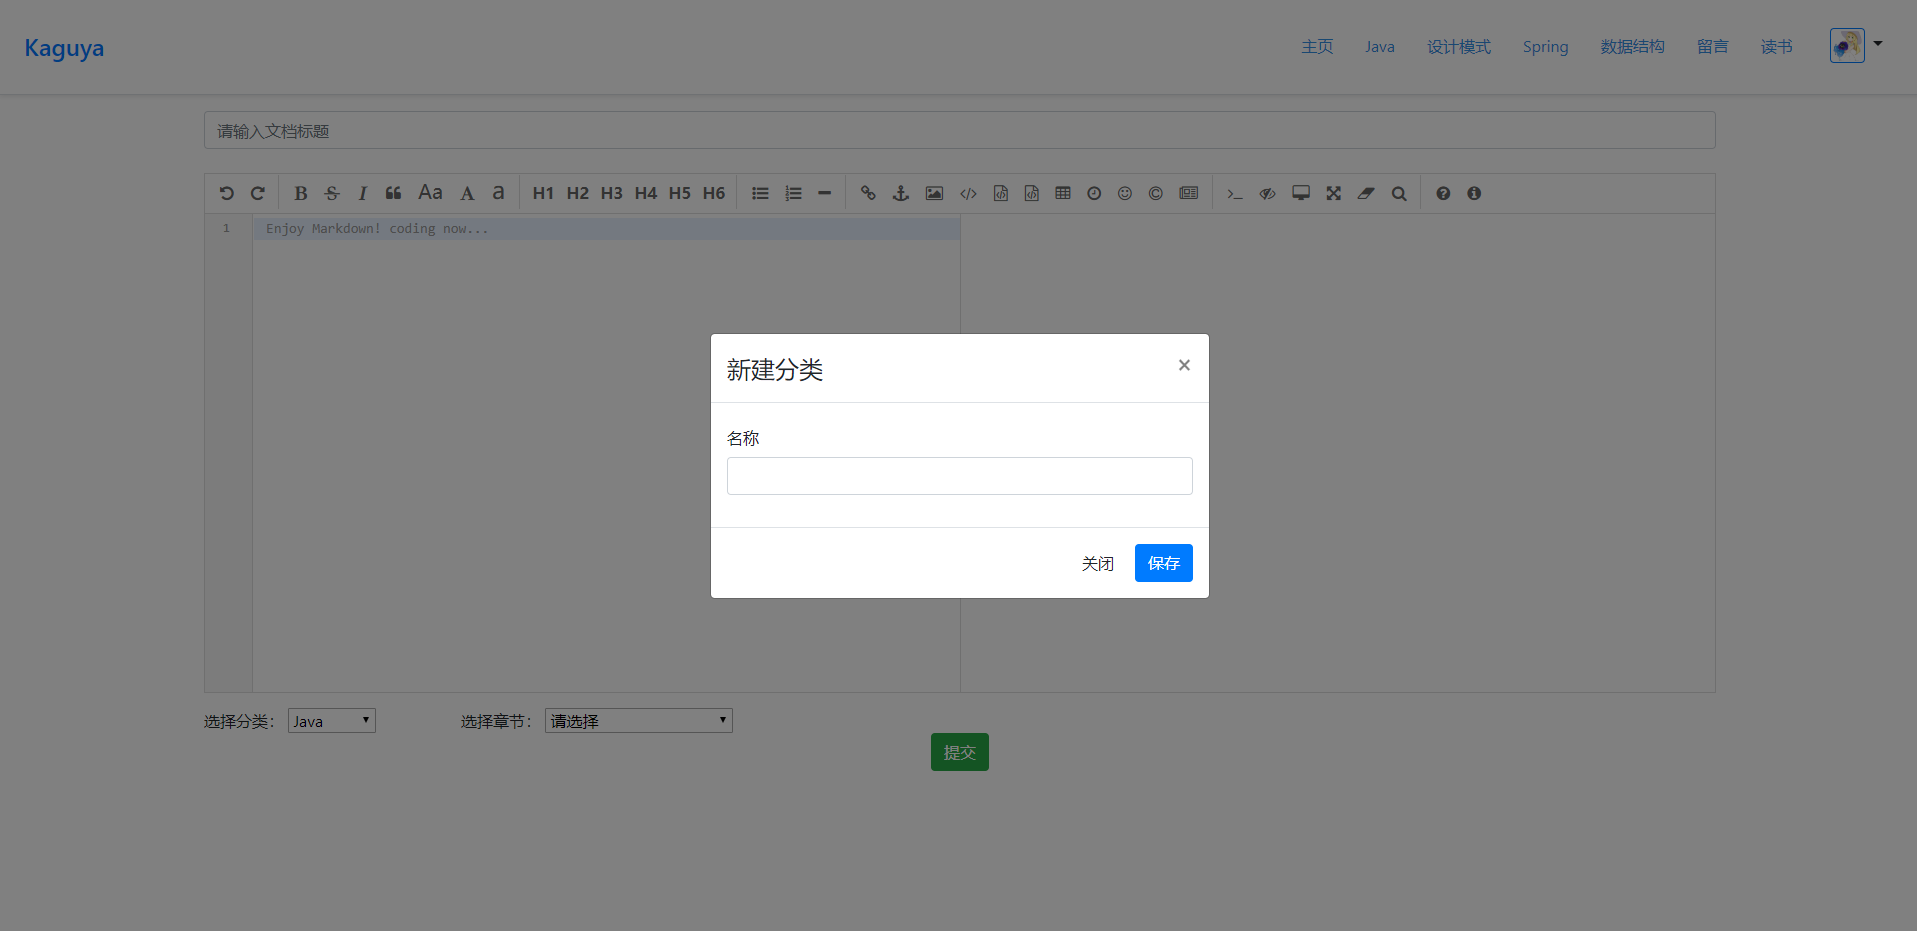 Kaguya
主页 Java 设计模式 Spring 数据结构 留言 读书
请输入文档标题
B S I Aa A a H1 H2 H3 H4 H5 H6
1 Enjoy Markdown! coding now...
新建分类 ×
名称
关闭 保存
选择分类: Java 选择章节: 请选择
提交